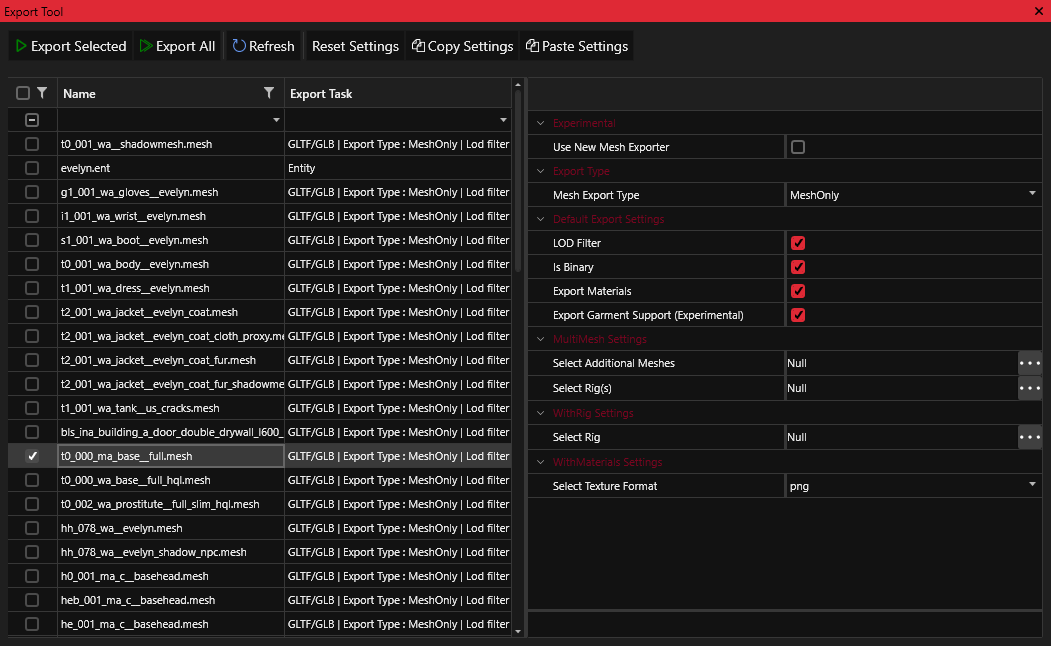 Export Tool
Export Selected Export All Refresh Reset Settings Copy Settings Paste Settings
Name Export Task
t0_001_wa__shadowmesh.mesh GLTF/GLB | Export Type : MeshOnly | Lod filter
evelyn.ent Entity
g1_001_wa_gloves__evelyn.mesh GLTF/GLB | Export Type : MeshOnly | Lod filter
i1_001_wa_wrist__evelyn.mesh GLTF/GLB | Export Type : MeshOnly | Lod filter
s1_001_wa_boot__evelyn.mesh GLTF/GLB | Export Type : MeshOnly | Lod filter
t0_001_wa_body__evelyn.mesh GLTF/GLB | Export Type : MeshOnly | Lod filter
t1_001_wa_dress__evelyn.mesh GLTF/GLB | Export Type : MeshOnly | Lod filter
t2_001_wa_jacket__evelyn_coat.mesh GLTF/GLB | Export Type : MeshOnly | Lod filter
t2_001_wa_jacket__evelyn_coat_cloth_proxy.me GLTF/GLB | Export Type : MeshOnly | Lod filter
t2_001_wa_jacket__evelyn_coat_fur.mesh GLTF/GLB | Export Type : MeshOnly | Lod filter
t2_001_wa_jacket__evelyn_coat_fur_shadowme GLTF/GLB | Export Type : MeshOnly | Lod filter
t1_001_wa_tank__us_cracks.mesh GLTF/GLB | Export Type : MeshOnly | Lod filter
bls_ina_building_a_door_double_drywall_l600_ GLTF/GLB | Export Type : MeshOnly | Lod filter
t0_000_ma_base__full.mesh GLTF/GLB | Export Type : MeshOnly | Lod filter
t0_000_wa_base__full_hql.mesh GLTF/GLB | Export Type : MeshOnly | Lod filter
t0_002_wa_prostitute__full_slim_hql.mesh GLTF/GLB | Export Type : MeshOnly | Lod filter
hh_078_wa__evelyn.mesh GLTF/GLB | Export Type : MeshOnly | Lod filter
hh_078_wa__evelyn_shadow_npc.mesh GLTF/GLB | Export Type : MeshOnly | Lod filter
h0_001_ma_c__basehead.mesh GLTF/GLB | Export Type : MeshOnly | Lod filter
heb_001_ma_c__basehead.mesh GLTF/GLB | Export Type : MeshOnly | Lod filter
he_001_ma_c__basehead.mesh GLTF/GLB | Export Type : MeshOnly | Lod filter
Experimental
Use New Mesh Exporter
Export Type
Mesh Export Type MeshOnly
Default Export Settings
LOD Filter
Is Binary
Export Materials
Export Garment Support (Experimental)
MultiMesh Settings
Select Additional Meshes Null
Select Rig(s) Null
WithRig Settings
Select Rig Null
WithMaterials Settings
Select Texture Format png